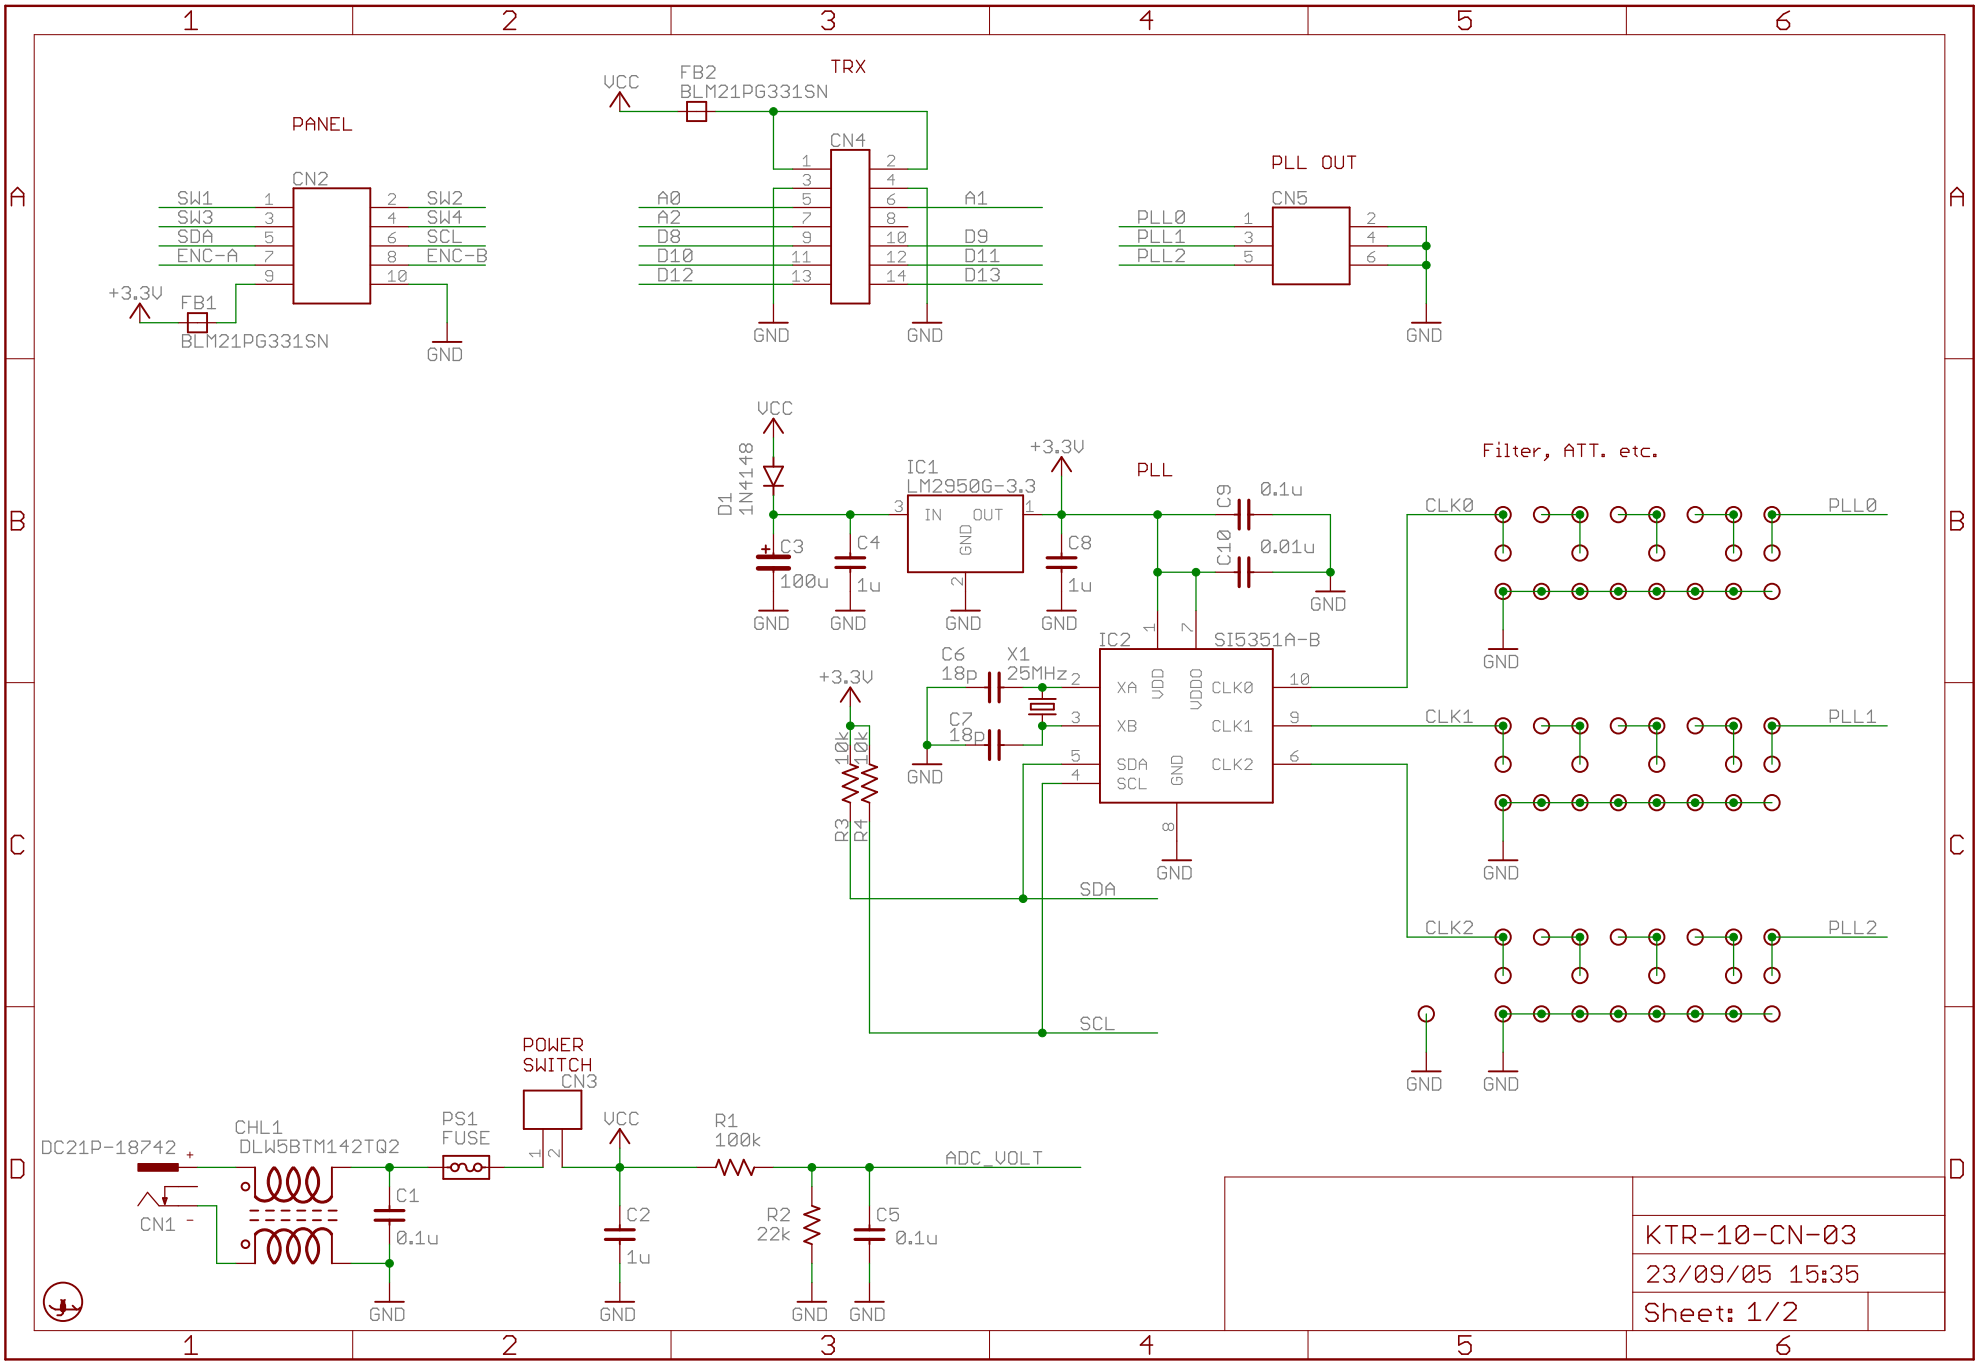 1 2 3 4 5 6
A A
B B
C C
D D
1 2 3 4 5 6
PANEL
CN2
SW1 1 2 SW2
SW3 3 4 SW4
SDA 5 6 SCL
ENC-A 7 8 ENC-B
9 10
+3.3V
FB1
BLM21PG331SN
GND
TRX
VCC
FB2
BLM21PG331SN
CN4
1 2
3 4
A0 5 6 A1
A2 7 8
D8 9 10 D9
D10 11 12 D11
D12 13 14 D13
GND GND
PLL OUT
CN5
PLL0 1 2
PLL1 3 4
PLL2 5 6
GND
VCC
D1
1N4148
+
C3
100u
GND
C4
1u
GND
IC1
LM2950G-3.3
3 IN OUT 1
GND
2
GND
+3.3V
C8
1u
GND
PLL
C9
0.1u
C10
0.01u
GND
IC2
SI5351A-B
1 7
VDD VDDO
2 XA CLK0 10
3 XB CLK1 9
5 SDA CLK2 6
4 SCL
GND
8
GND
C6
18p
X1
25MHz
C7
18p
GND
+3.3V
10k 10k
R3 R4
SDA
SCL
Filter, ATT. etc.
CLK0 PLL0
GND
CLK1 PLL1
GND
CLK2 PLL2
GND GND
DC21P-18742
+
CN1 -
CHL1
DLW5BTM142TQ2
C1
0.1u
GND
PS1
FUSE
POWER
SWITCH
CN3
1 2
VCC
C2
1u
GND
R1
100k
R2
22k
GND
C5
0.1u
GND
ADC_VOLT
KTR-10-CN-03
23/09/05 15:35
Sheet: 1/2